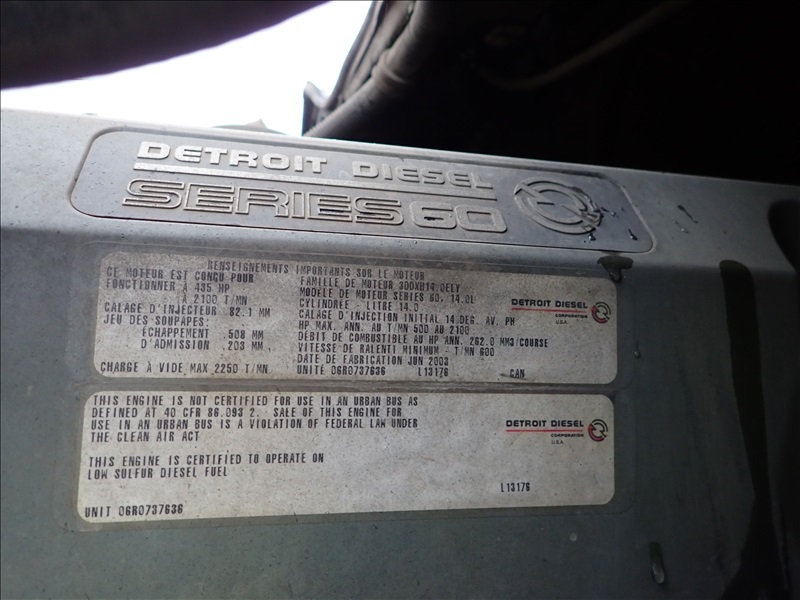 DETROIT DIESEL
SERIES 60
RENSEIGNEMENTS IMPORTANTS SUR LE MOTEUR
CE MOTEUR EST CONCU POUR
FONCTIONNER À 435 HP
À 2100 T/MN
CALAGE D'INJECTEUR 82.1 MM
JEU DES SOUPAPES:
ECHAPPEMENT .508 MM
D'ADMISSION .203 MM
CHARGE À VIDE MAX 2250 T/MN
FAMILLE DE MOTEUR 3DDXH14.0ELY
MODELE DE MOTEUR SERIES 60, 14.0L
CYLINDREE - LITRE 14.0
CALAGE D'INJECTION INITIAL 14 DEG. AV. PH
HP MAX. ANN. AU T/MN 500 AU 2100
DEBIT DE COMBUSTIBLE AU HP ANN. 262.0 MM3/COURSE
VITESSE DE RALENTI MINIMUM - T/MN 600
DATE DE FABRICATION JUN 2003
UNITE 06R0737636 L13176 CAN
DETROIT DIESEL
CORPORATION
U.S.A.
THIS ENGINE IS NOT CERTIFIED FOR USE IN AN URBAN BUS AS
DEFINED AT 40 CFR 86.093 2. SALE OF THIS ENGINE FOR
USE IN AN URBAN BUS IS A VIOLATION OF FEDERAL LAW UNDER
THE CLEAN AIR ACT
THIS ENGINE IS CERTIFIED TO OPERATE ON
LOW SULFUR DIESEL FUEL
DETROIT DIESEL
CORPORATION
U.S.A.
L13176
UNIT 06R0737636